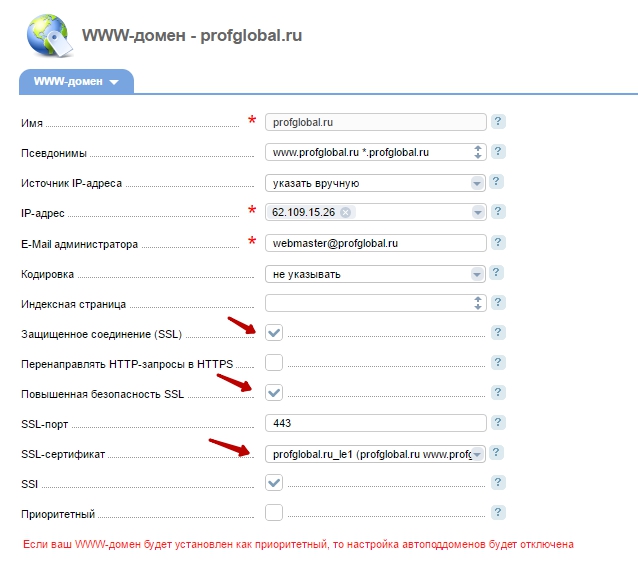 WWW-домен - profglobal.ru
WWW-домен
Имя * profglobal.ru ?
Псевдонимы www.profglobal.ru *.profglobal.ru ?
Источник IP-адреса указать вручную ?
IP-адрес * 62.109.15.26 ?
E-Mail администратора * webmaster@profglobal.ru ?
Кодировка не указывать ?
Индексная страница ?
Защищенное соединение (SSL) ?
Перенаправлять HTTP-запросы в HTTPS ?
Повышенная безопасность SSL ?
SSL-порт 443 ?
SSL-сертификат profglobal.ru_le1 (profglobal.ru www.profg ?
SSI ?
Приоритетный ?
Если ваш WWW-домен будет установлен как приоритетный, то настройка автоподдоменов будет отключена